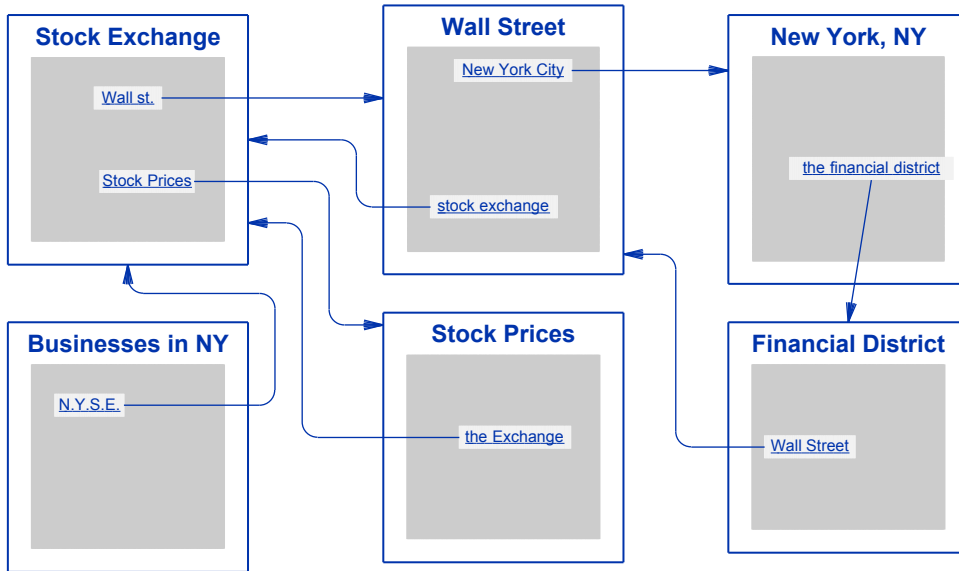 Stock Exchange
Wall st.
Stock Prices
Wall Street
New York City
stock exchange
New York, NY
the financial district
Businesses in NY
N.Y.S.E.
Stock Prices
the Exchange
Financial District
Wall Street